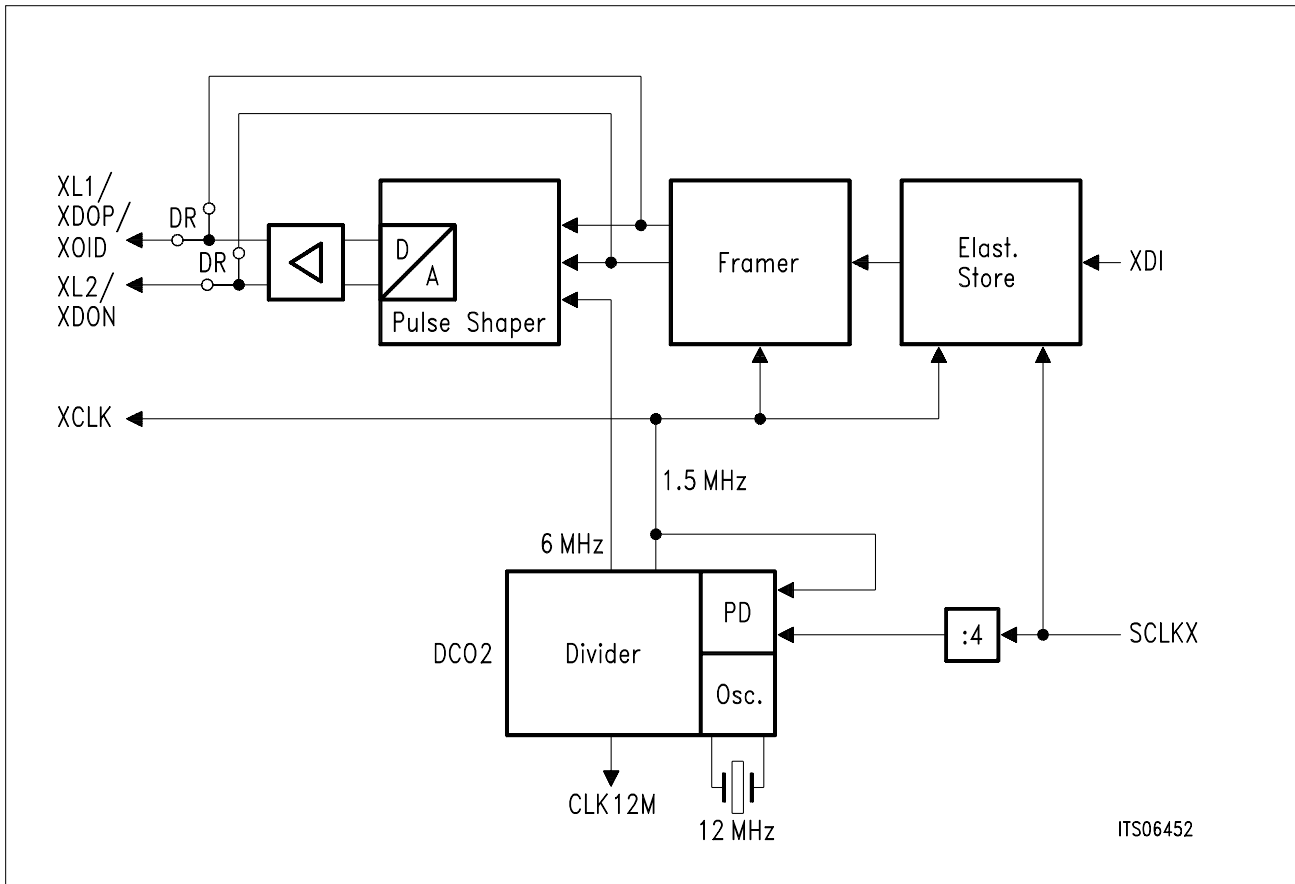 XL1/
XDOP/
XOID
DR
DR
XL2/
XDON
D
A
Pulse Shaper
Framer
Elast.
Store
XDI
XCLK
1.5 MHz
6 MHz
DCO2
Divider
PD
Osc.
:4
SCLKX
CLK12M
12 MHz
ITS06452